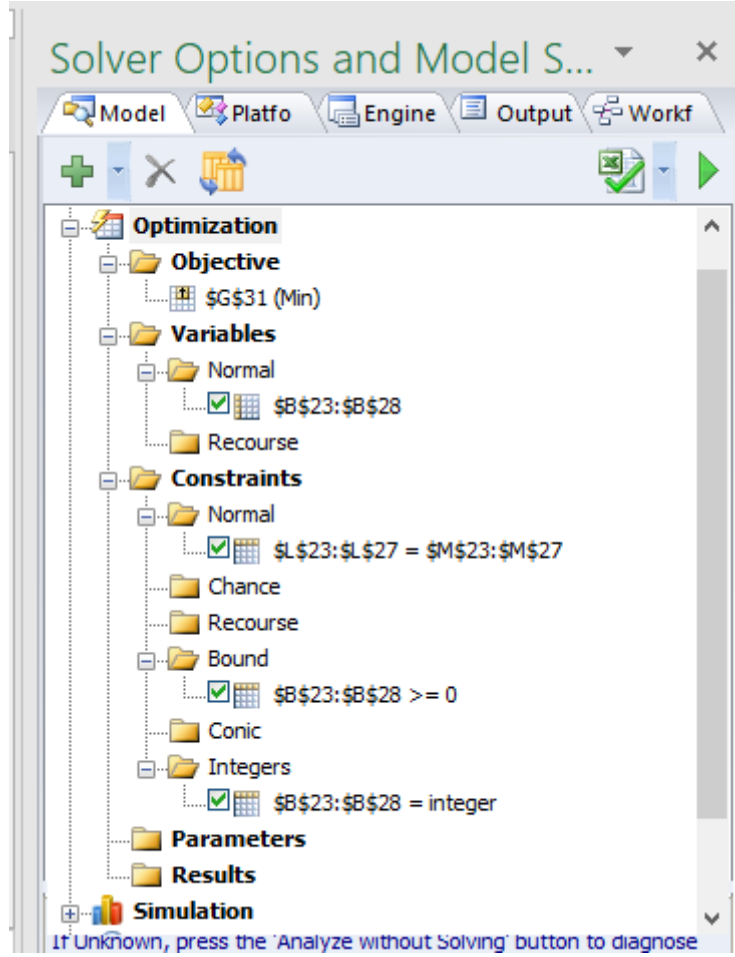 Solver Options and Model S...
Model Platfo Engine Output Workf
Optimization
Objective
$G$31 (Min)
Variables
Normal
$B$23:$B$28
Recourse
Constraints
Normal
$L$23:$L$27 = $M$23:$M$27
Chance
Recourse
Bound
$B$23:$B$28 >= 0
Conic
Integers
$B$23:$B$28 = integer
Parameters
Results
Simulation
If Unknown, press the 'Analyze without Solving' button to diagnose